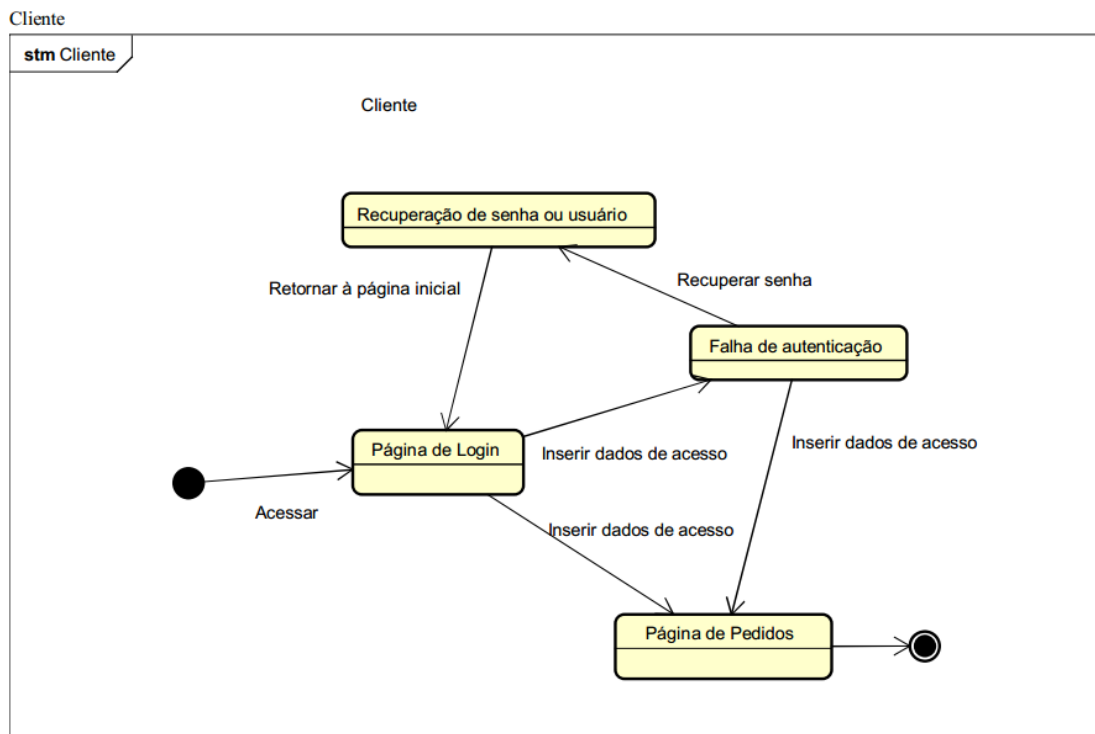 Cliente
stm Cliente
Cliente
Recuperação de senha ou usuário
Retornar à página inicial
Recuperar senha
Falha de autenticação
Página de Login
Inserir dados de acesso
Inserir dados de acesso
Acessar
Inserir dados de acesso
Página de Pedidos